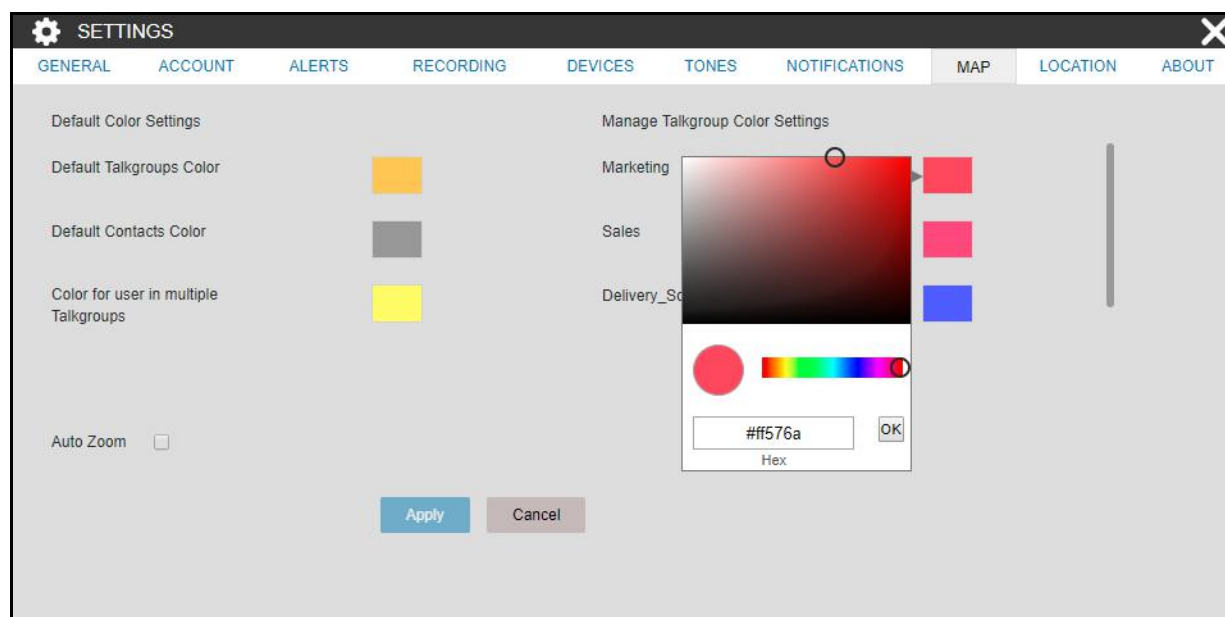 SETTINGS
GENERAL ACCOUNT ALERTS RECORDING DEVICES TONES NOTIFICATIONS MAP LOCATION ABOUT
Default Color Settings
Manage Talkgroup Color Settings
Default Talkgroups Color
Marketing
Default Contacts Color
Sales
Color for user in multiple
Talkgroups
Delivery_
#ff576a
OK
Hex
Auto Zoom
Apply
Cancel